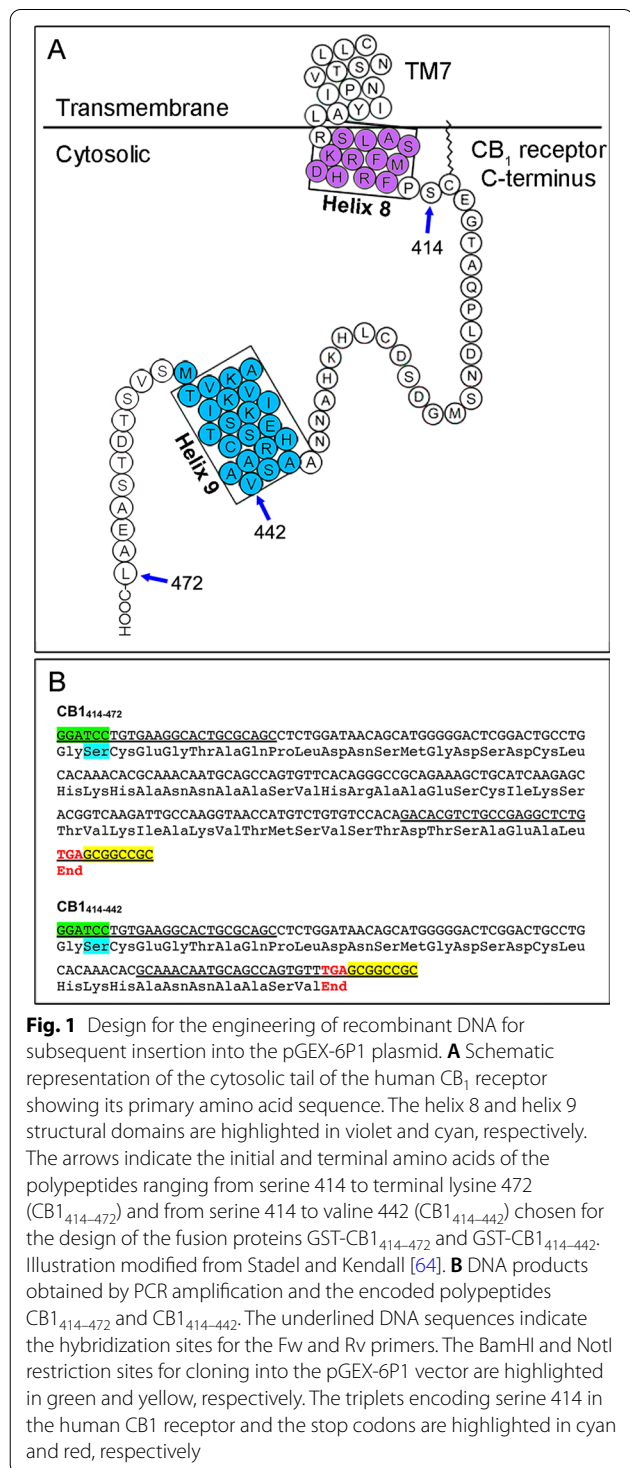 A
L L C
V T S N
TM7
I P N
Transmembrane
L A Y I
R S L A S
Cytosolic
K R F M
D H R F P S C E
CB1 receptor
C-terminus
Helix 8
414
G
T
A
Q
P
L
D
N
S
M
G
D
S
D
C
L
H
K
H
A
N
N
A
M
T V K A
I K V
T S K I
C S E
A R H
A S A
V
Helix 9
442
S
V
S
T
D
T
S
A
E
A
L
472
HOOC
B
CB1414-472
GGATCCTGTGAAGGCACTGCGCAGCCTCTGGATAACAGCATGGGGGACTCGGACTGCCTG
GlySerCysGluGlyThrAlaGlnProLeuAspAsnSerMetGlyAspSerAspCysLeu
CACAAACACGCAAACAATGCAGCCAGTGTTCACAGGGCCGCAGAAAGCTGCATCAAGAGC
HisLysHisAlaAsnAsnAlaAlaSerValHisArgAlaAlaGluSerCysIleLysSer
ACGGTCAAGATTGCCAAGGTAACCATGTCTGTGTCCACAGACACGTCTGCCGAGGCTCTG
ThrValLysIleAlaLysValThrMetSerValSerThrAspThrSerAlaGluAlaLeu
TGAGCGGCCGC
End
CB1414-442
GGATCCTGTGAAGGCACTGCGCAGCCTCTGGATAACAGCATGGGGGACTCGGACTGCCTG
GlySerCysGluGlyThrAlaGlnProLeuAspAsnSerMetGlyAspSerAspCysLeu
CACAAACACGCAAACAATGCAGCCAGTGTTTGAGCGGCCGC
HisLysHisAlaAsnAsnAlaAlaSerValEnd
Fig. 1 Design for the engineering of recombinant DNA for
subsequent insertion into the pGEX-6P1 plasmid. A Schematic
representation of the cytosolic tail of the human CB1 receptor
showing its primary amino acid sequence. The helix 8 and helix 9
structural domains are highlighted in violet and cyan, respectively.
The arrows indicate the initial and terminal amino acids of the
polypeptides ranging from serine 414 to terminal lysine 472
(CB1414–472) and from serine 414 to valine 442 (CB1414–442) chosen for
the design of the fusion proteins GST-CB1414–472 and GST-CB1414–442.
Illustration modified from Stadel and Kendall [64]. B DNA products
obtained by PCR amplification and the encoded polypeptides
CB1414–472 and CB1414–442. The underlined DNA sequences indicate
the hybridization sites for the Fw and Rv primers. The BamHI and NotI
restriction sites for cloning into the pGEX-6P1 vector are highlighted
in green and yellow, respectively. The triplets encoding serine 414 in
the human CB1 receptor and the stop codons are highlighted in cyan
and red, respectively